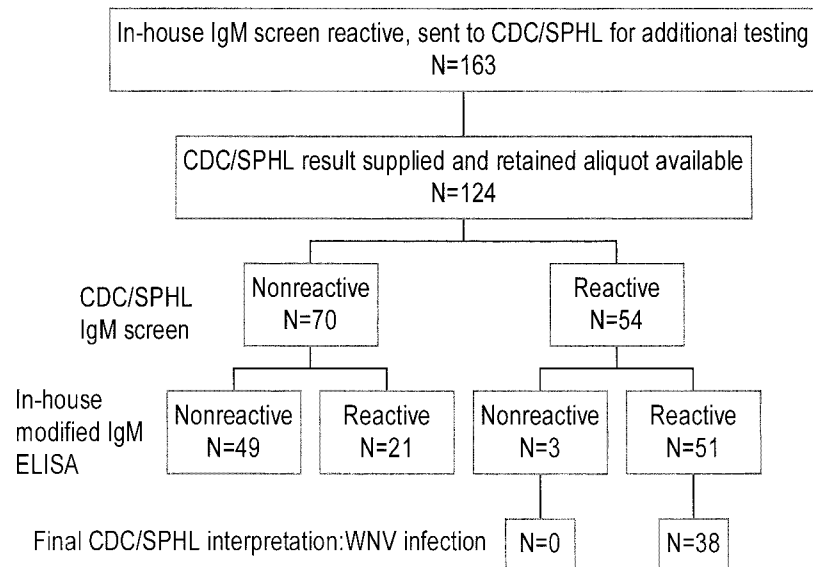 In-house IgM screen reactive, sent to CDC/SPHL for additional testing
N=163
CDC/SPHL result supplied and retained aliquot available
N=124
CDC/SPHL
IgM screen
Nonreactive
N=70
Reactive
N=54
In-house
modified IgM
ELISA
Nonreactive
N=49
Reactive
N=21
Nonreactive
N=3
Reactive
N=51
Final CDC/SPHL interpretation:WNV infection
N=0
N=38